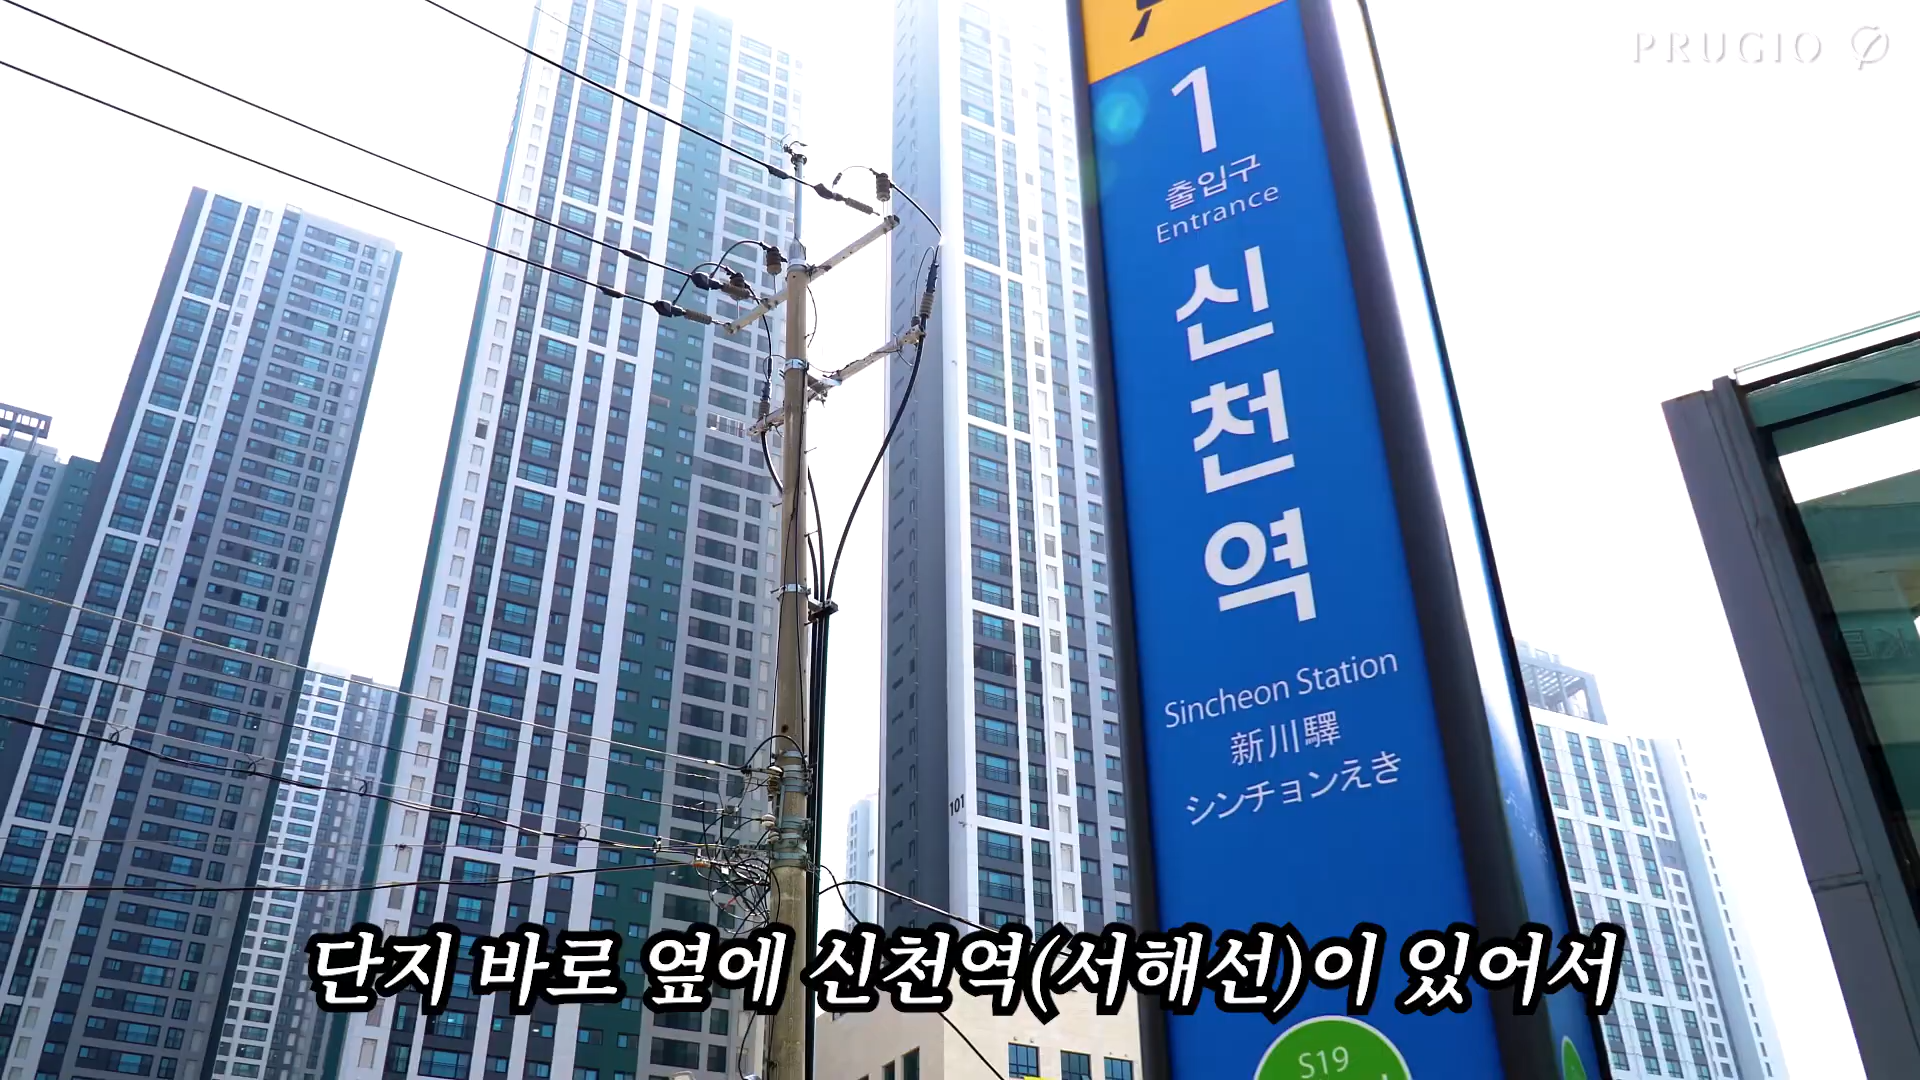 PRUGIO
1
출입구
Entrance
신천역
Sincheon Station
新川驛
シンチョンえき
101
단지 바로 옆에 신천역(서해선)이 있어서
S19